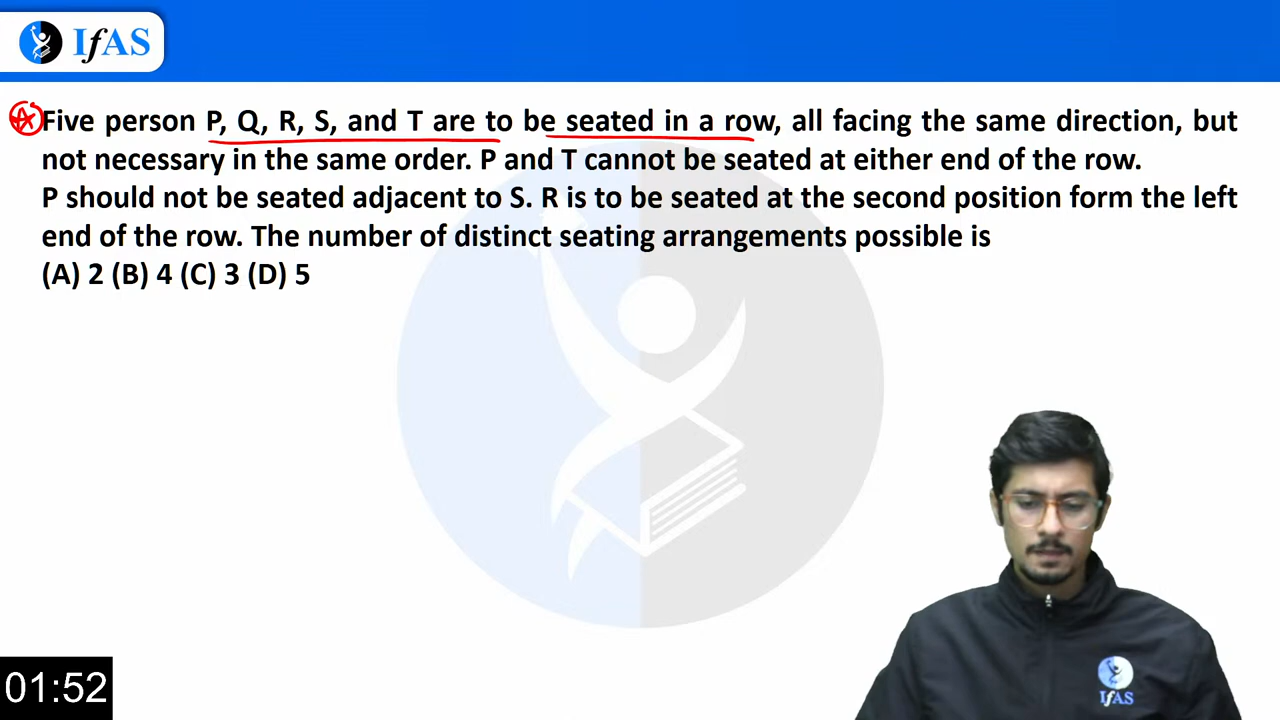 IfAS
Five person P, Q, R, S, and T are to be seated in a row, all facing the same direction, but
not necessary in the same order. P and T cannot be seated at either end of the row.
P should not be seated adjacent to S. R is to be seated at the second position form the left
end of the row. The number of distinct seating arrangements possible is
(A) 2 (B) 4 (C) 3 (D) 5
IfAS
01:52